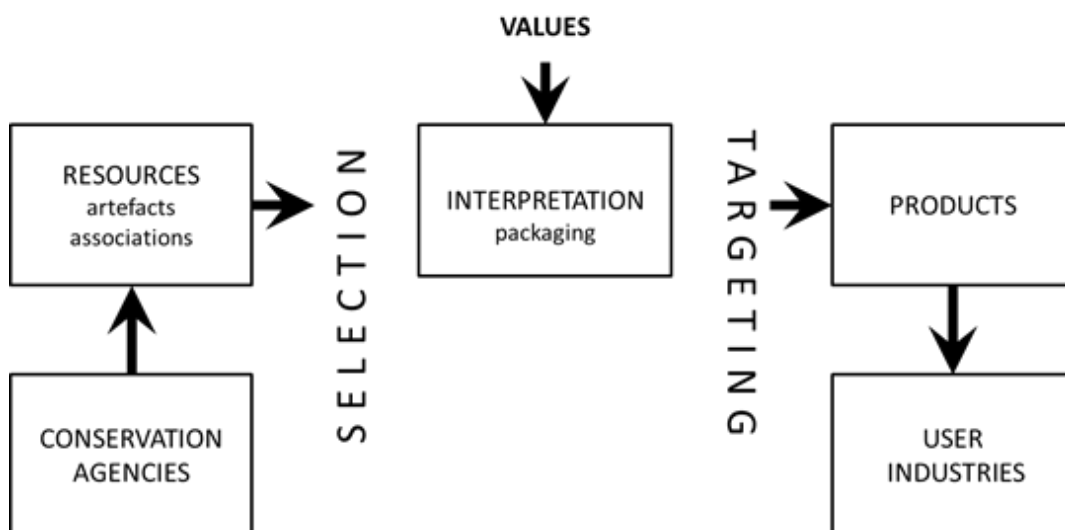 VALUES
RESOURCES
artefacts
associations
SELECTION
INTERPRETATION
packaging
TARGETING
PRODUCTS
CONSERVATION
AGENCIES
USER
INDUSTRIES